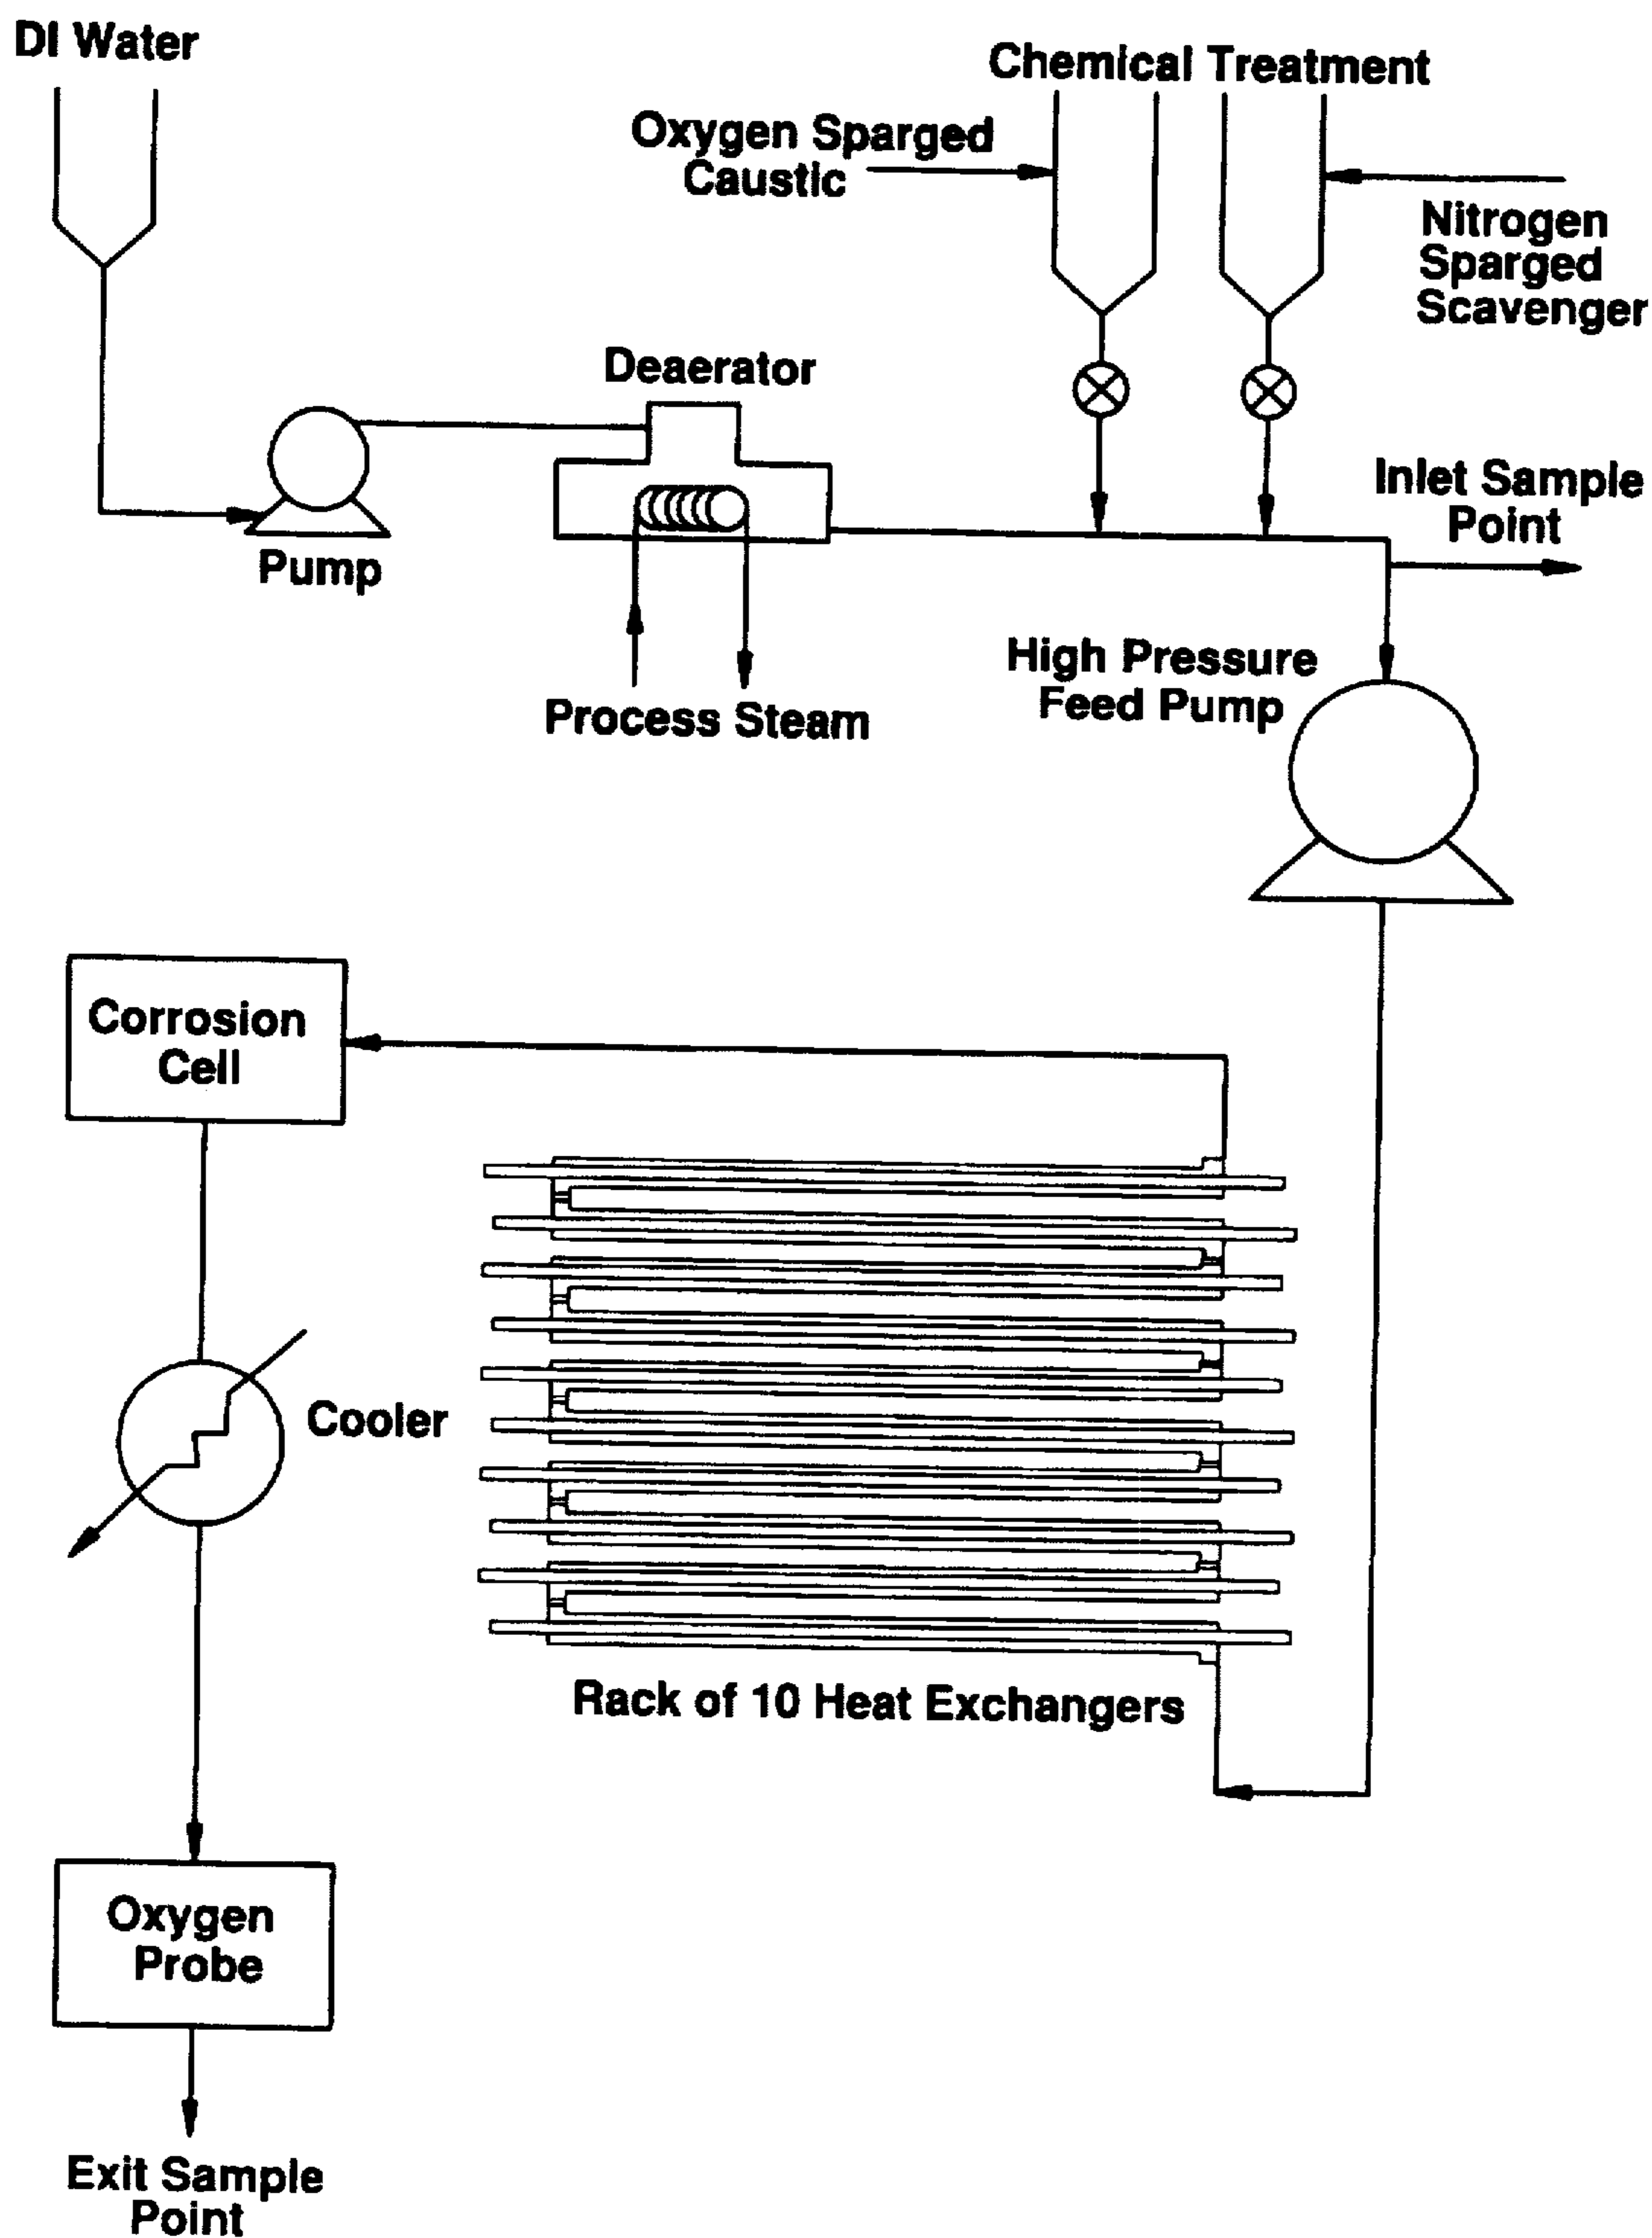 DI Water
Chemical Treatment
Oxygen Sparged
Caustic
Nitrogen
Sparged
Scavenger
Deaerator
Inlet Sample
Point
Pump
High Pressure
Feed Pump
Process Steam
Corrosion
Cell
Cooler
Rack of 10 Heat Exchangers
Oxygen
Probe
Exit Sample
Point